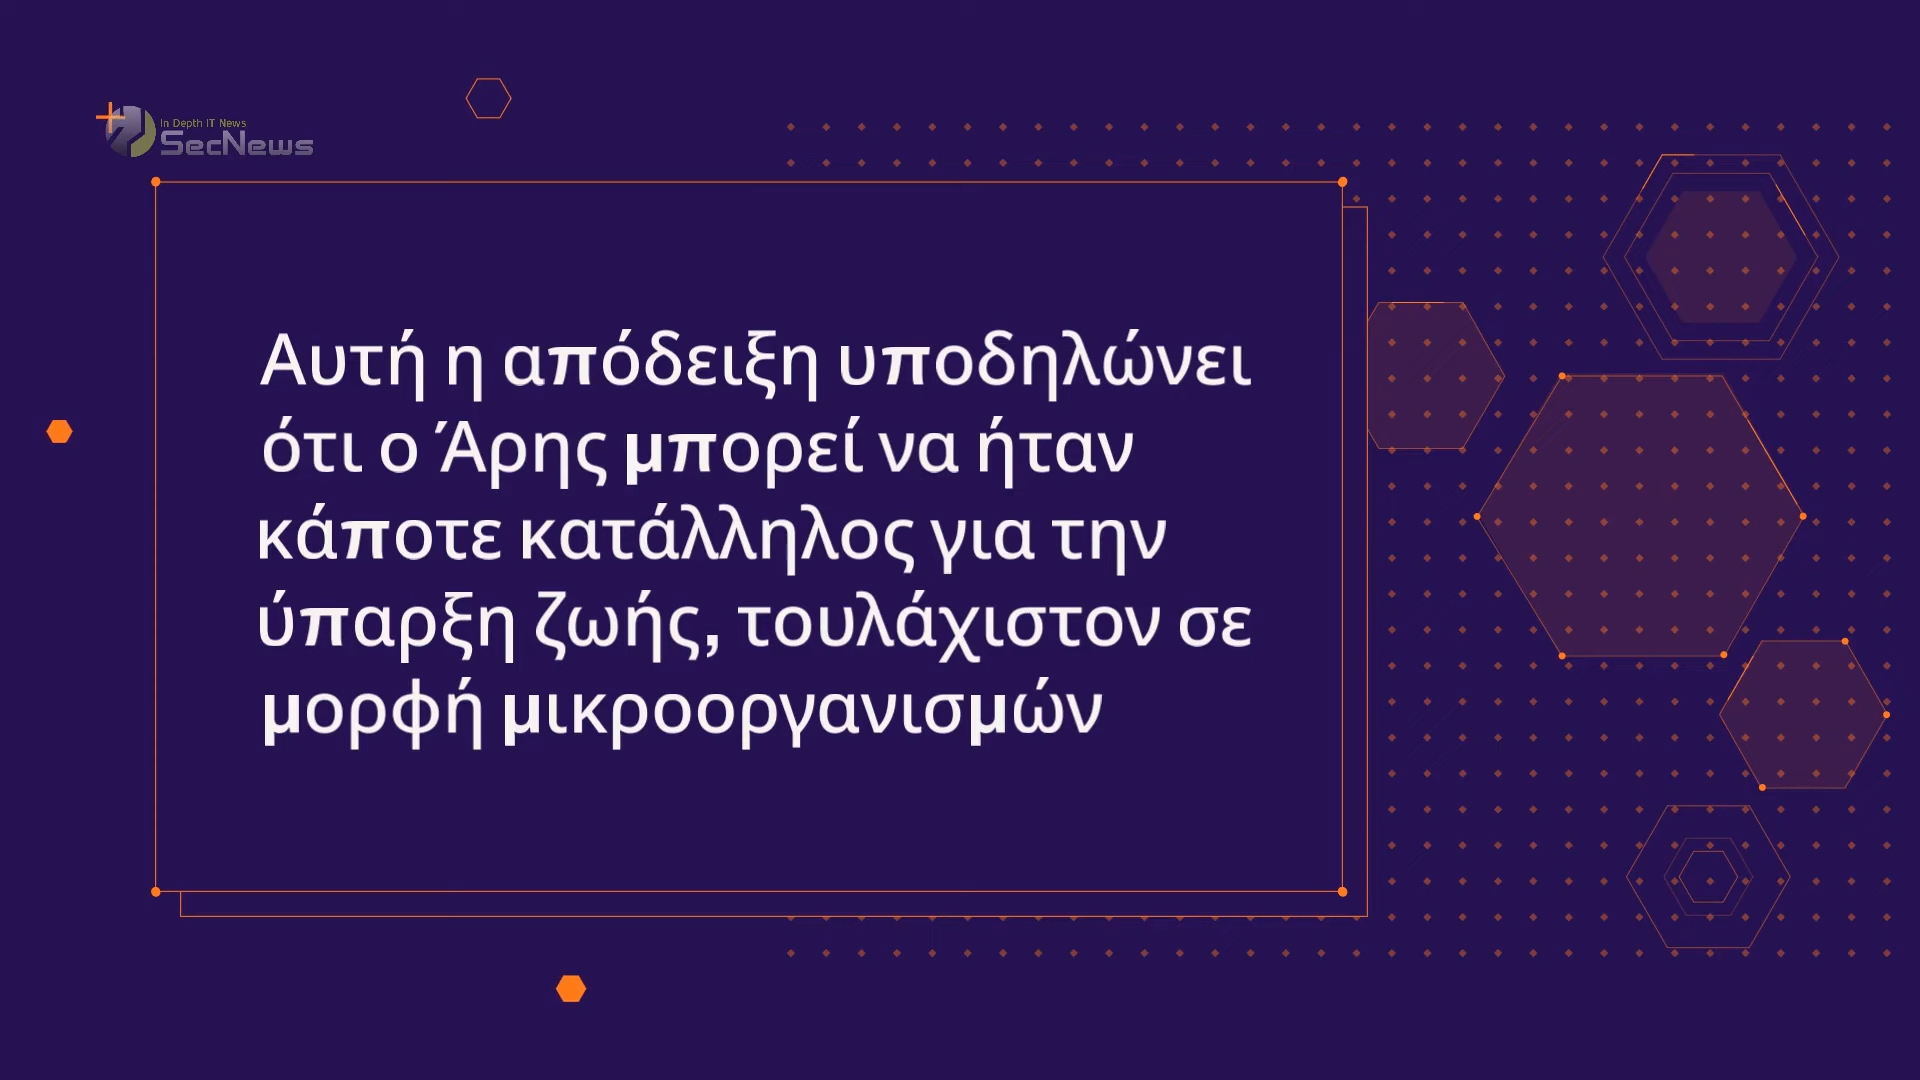 In Depth IT News
SecNews
Αυτή η απόδειξη υποδηλώνει
ότι ο Άρης μπορεί να ήταν
κάποτε κατάλληλος για την
ύπαρξη ζωής, τουλάχιστον σε
μορφή μικροοργανισμών